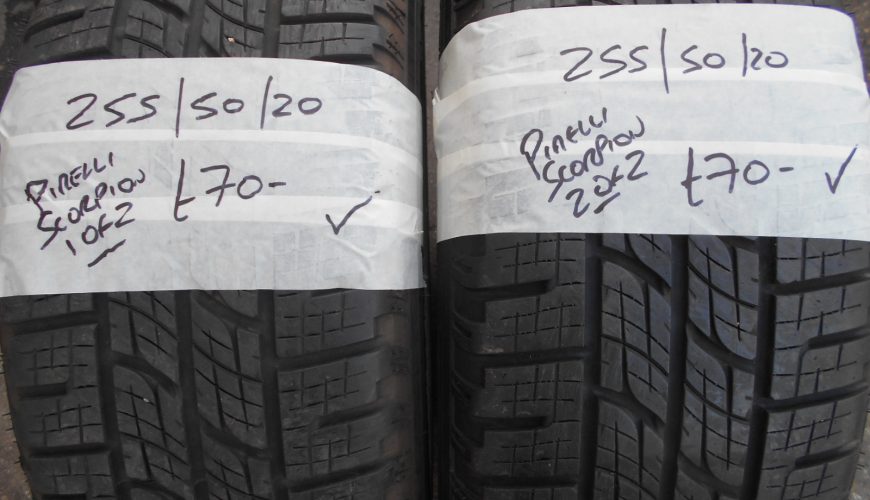 255/50/20
PIRELLI
SCORPION
1 OF 2
£70-
255/50/20
PIRELLI
SCORPION
2 OF 2
£70-